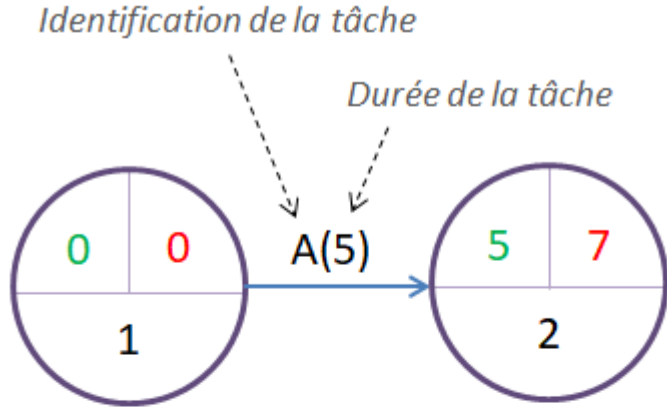 Identification de la tâche
Durée de la tâche
0 0 A(5) 5 7
1 2